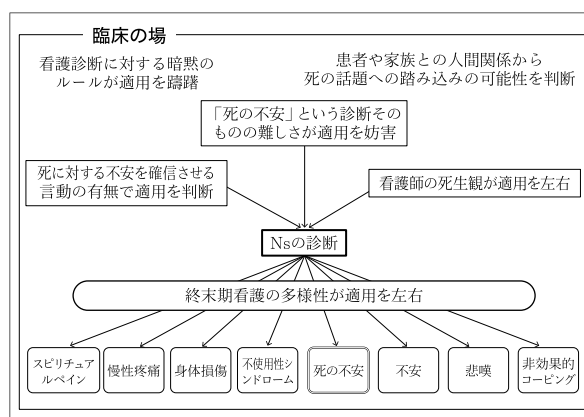 臨床の場
看護診断に対する暗黙の
ルールが適用を躊躇
患者や家族との人間関係から
死の話題への踏み込みの可能性を判断
「死の不安」という診断その
ものの難しさが適用を妨害
死に対する不安を確信させる
言動の有無で適用を判断
看護師の死生観が適用を左右
Nsの診断
終末期看護の多様性が適用を左右
スピリチュア
ルペイン
慢性疼痛
身体損傷
不使用性シ
ンドローム
死の不安
不安
悲嘆
非効果的
コーピング